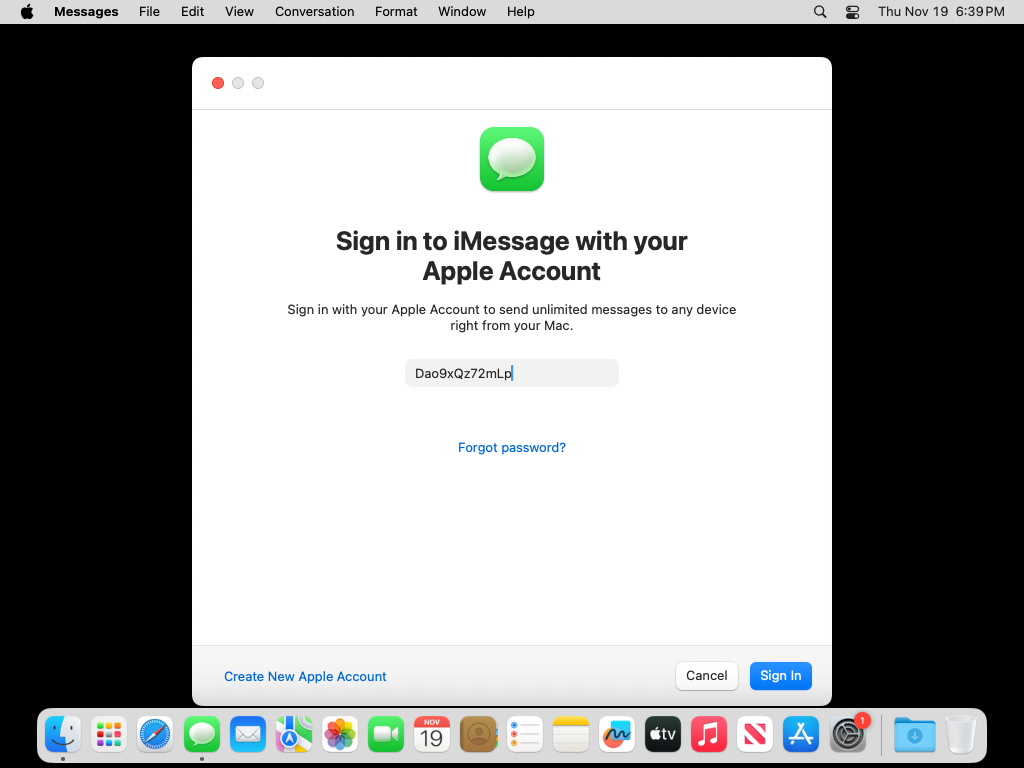 Messages File Edit View Conversation Format Window Help Thu Nov 19 6:39 PM
Sign in to iMessage with your
Apple Account
Sign in with your Apple Account to send unlimited messages to any device
right from your Mac.
Dao9xQz72mLp
Forgot password?
Create New Apple Account Cancel Sign In
NOV
19
tv
1